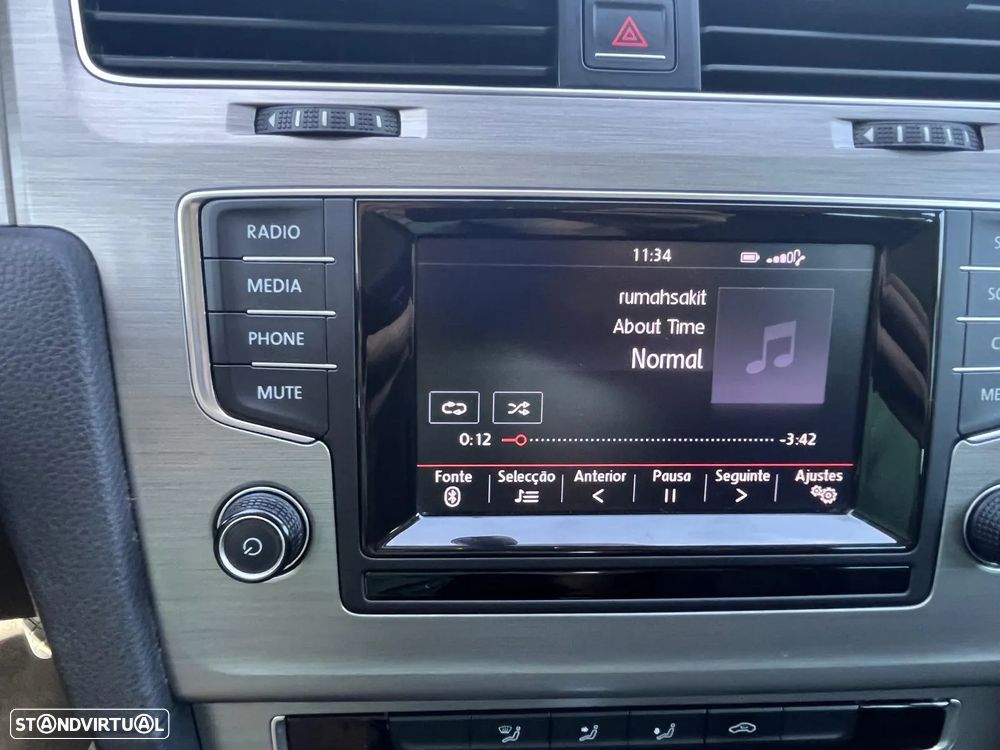 RADIO
MEDIA
PHONE
MUTE
11:34
rumahsakit
About Time
Normal
0:12
-3:42
Fonte
Selecção
Anterior
Pausa
Seguinte
Ajustes
STANDVIRTUAL